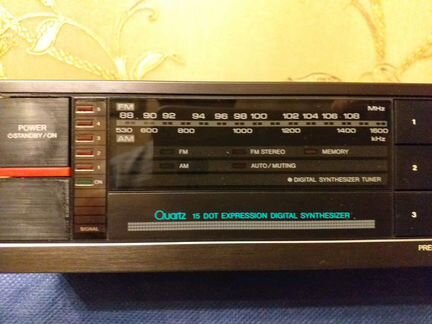 POWER
STANDBY/ON
5
4
3
2
1
ON
SIGNAL
FM
MHz
88 90 92 94 96 98 100 102 104 106 108
530 600 800 1000 1200 1400 1600
AM
kHz
FM FM STEREO MEMORY
AM AUTO/MUTING
DIGITAL SYNTHESIZER TUNER
Quartz 15 DOT EXPRESSION DIGITAL SYNTHESIZER
1
2
3
PRE